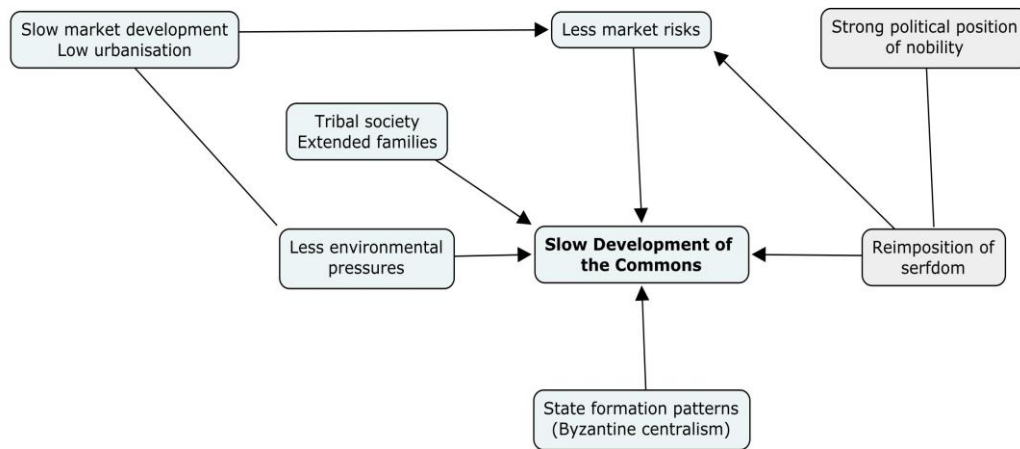 Slow market development
Low urbanisation
Less market risks
Strong political position
of nobility
Tribal society
Extended families
Less environmental
pressures
Slow Development of
the Commons
Reimposition of
serfdom
State formation patterns
(Byzantine centralism)